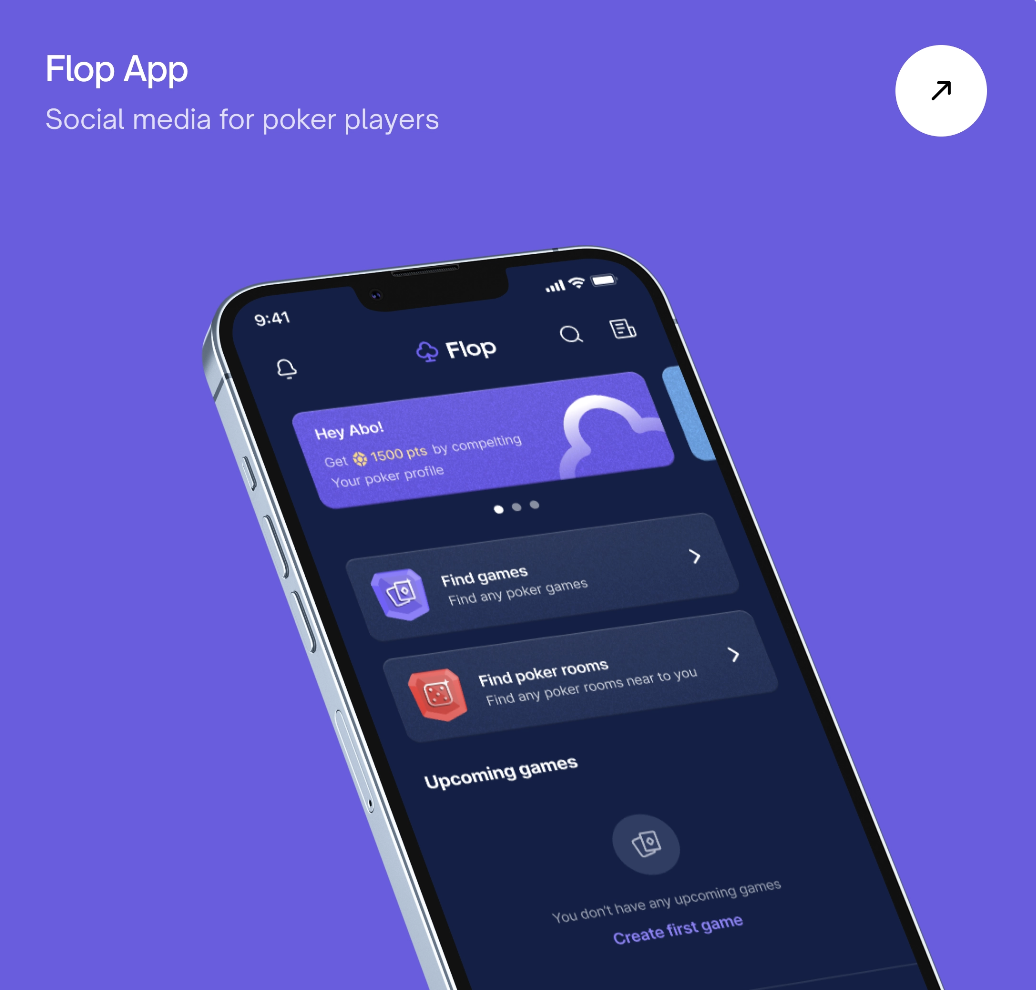 Flop App
Social media for poker players
9:41
Flop
Hey Abo!
Get 1500 pts by compelting
Your poker profile
Find games
Find any poker games
Find poker rooms
Find any poker rooms near to you
Upcoming games
You don't have any upcoming games
Create first game